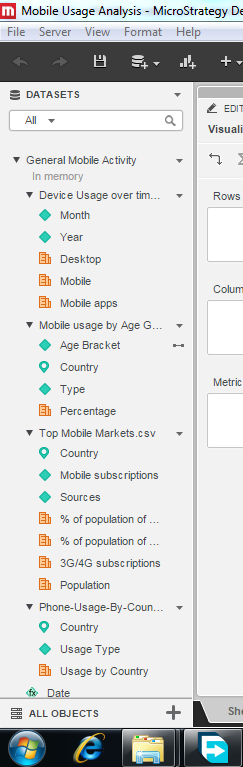 Mobile Usage Analysis - MicroStrategy De
File Server View Format Help
DATASETS
EDIT
All
Visuali
General Mobile Activity
In memory
Device Usage over tim...
Rows
Month
Year
Desktop
Mobile
Colum
Mobile apps
Mobile usage by Age G...
Age Bracket
Country
Metric
Type
Percentage
Top Mobile Markets.csv
Country
Mobile subscriptions
Sources
% of population of ...
% of population of ...
3G/4G subscriptions
Population
Phone-Usage-By-Coun...
Country
Usage Type
Usage by Country
fx Date
ALL OBJECTS
She